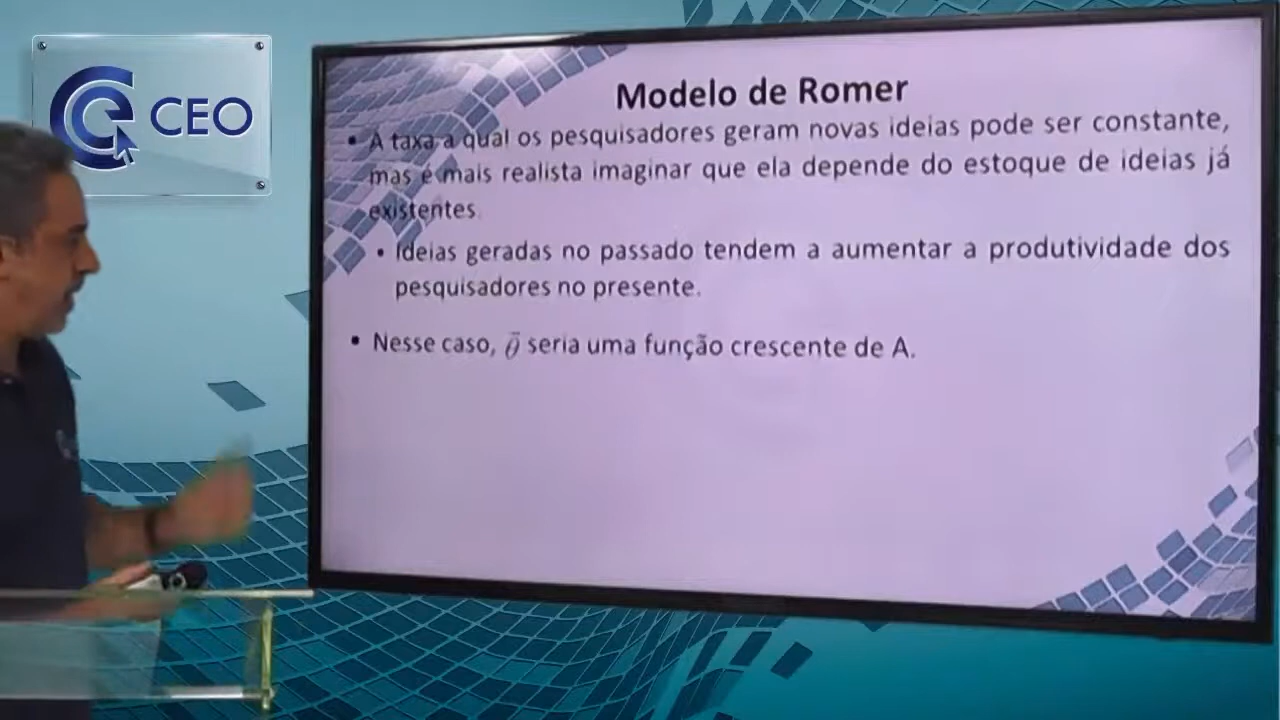 CEO
Modelo de Romer
• A taxa a qual os pesquisadores geram novas ideias pode ser constante,
mas é mais realista imaginar que ela depende do estoque de ideias já
existentes.
• Ideias geradas no passado tendem a aumentar a produtividade dos
pesquisadores no presente.
• Nesse caso, θ̄ seria uma função crescente de A.